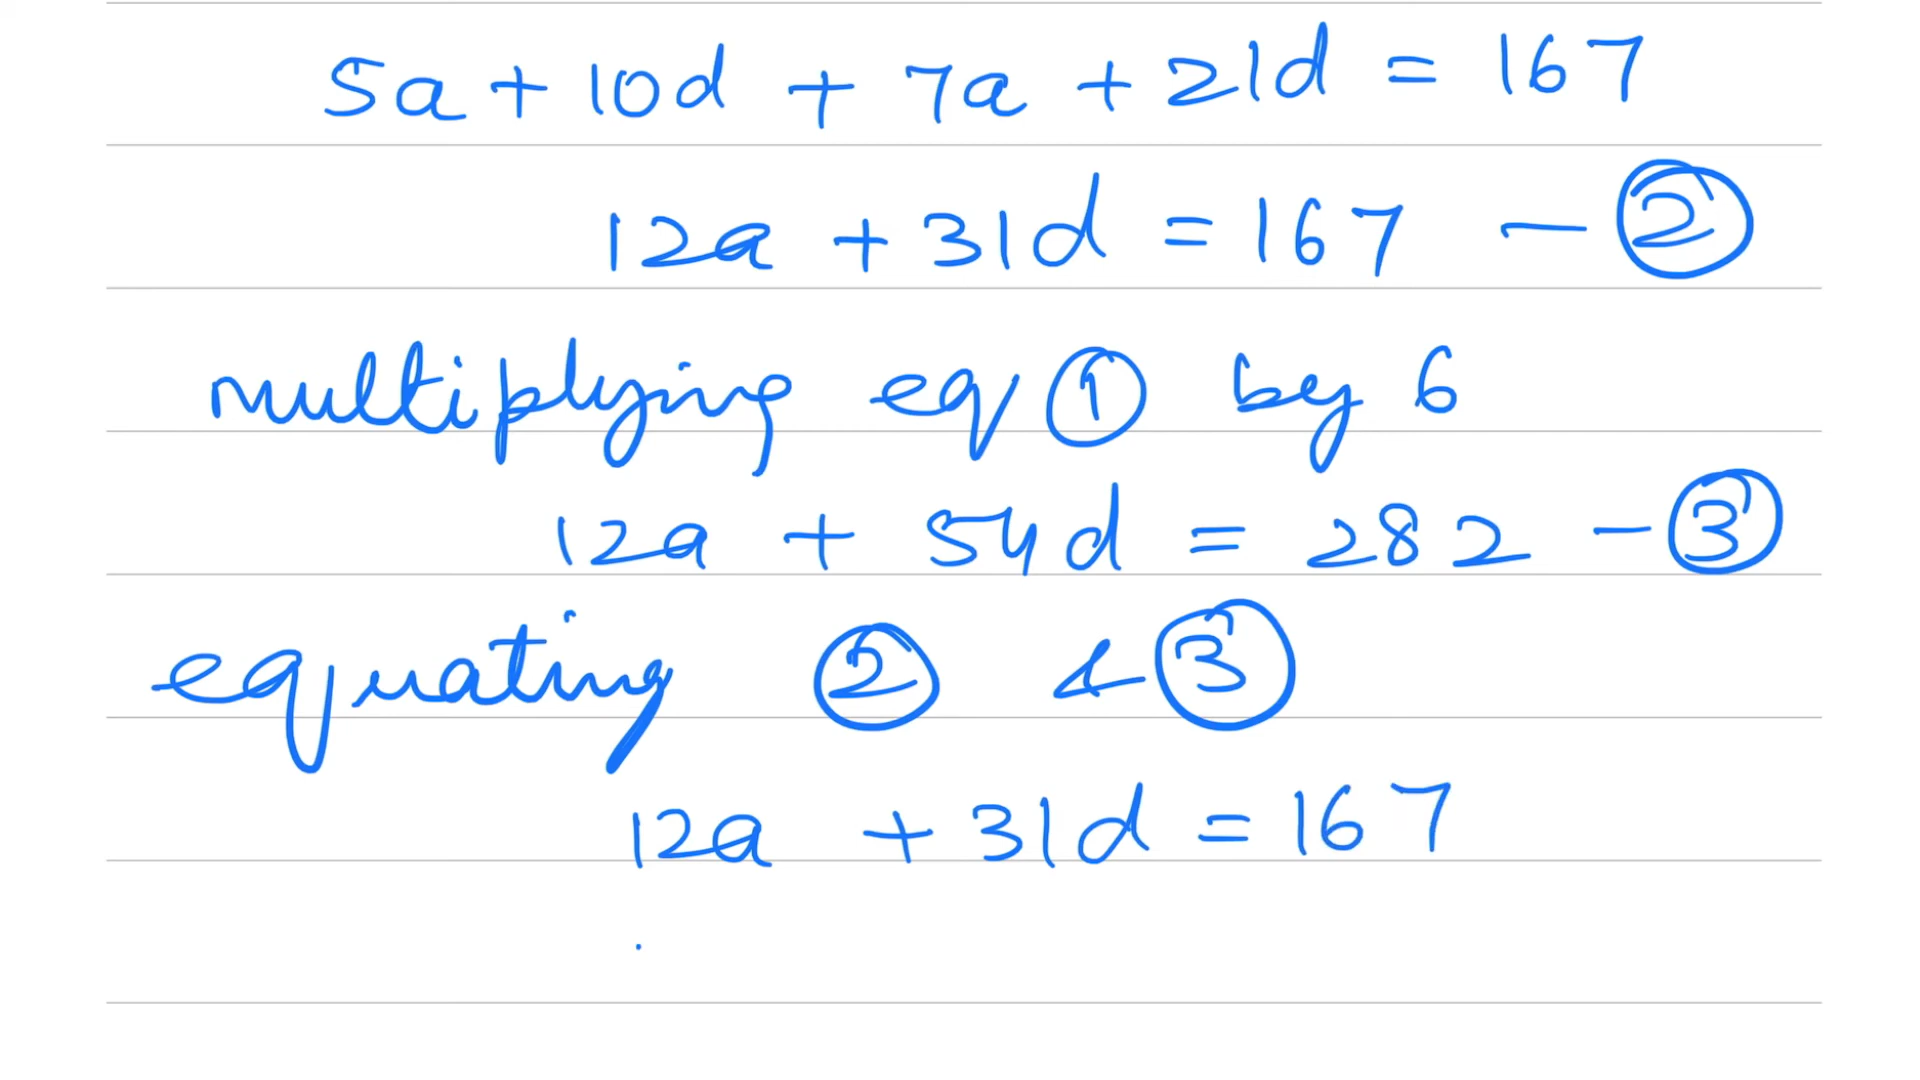 5a + 10d + 7a + 21d = 167
12a + 31d = 167 - ②
multiplying eq ① by 6
12a + 54d = 282 - ③
equating ② & ③
12a + 31d = 167